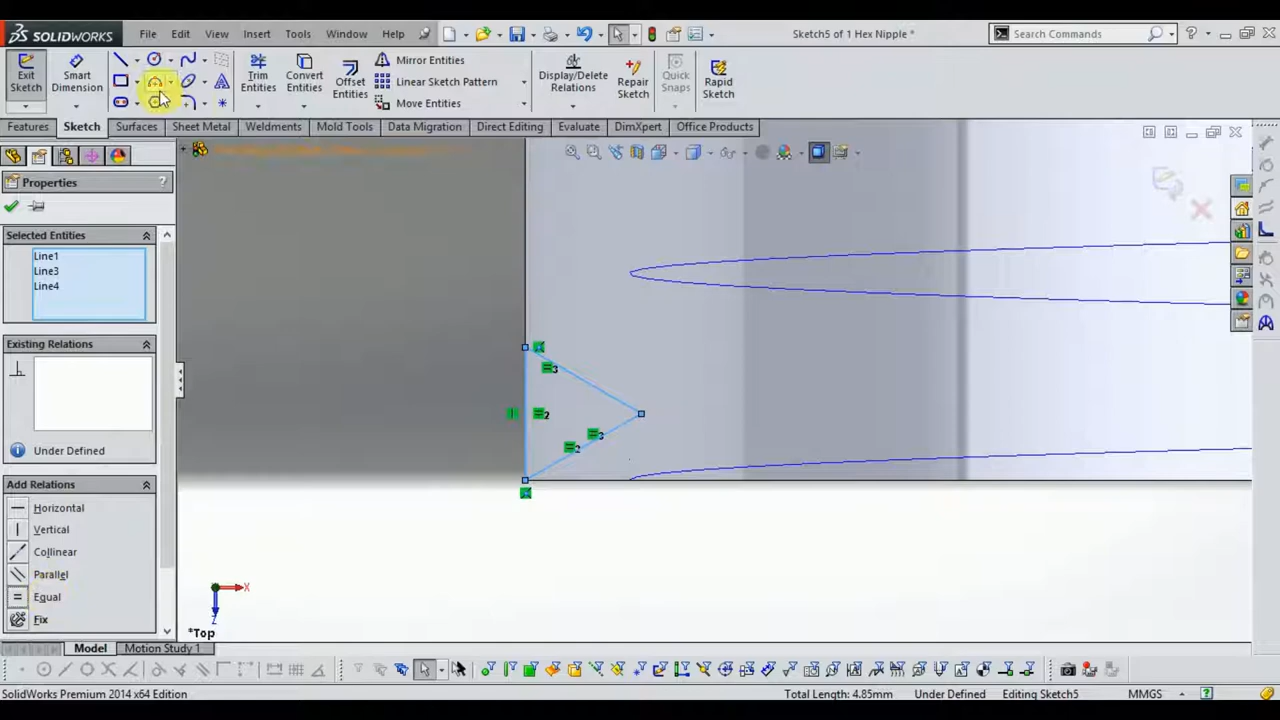 SOLIDWORKS File Edit View Insert Tools Window Help Sketch5 of 1 Hex Nipple * Search Commands
Exit Sketch Smart Dimension Trim Entities Convert Entities Offset Entities Mirror Entities Linear Sketch Pattern Move Entities Display/Delete Relations Repair Sketch Quick Snaps Rapid Sketch
Features Sketch Surfaces Sheet Metal Weldments Mold Tools Data Migration Direct Editing Evaluate DimXpert Office Products
Properties ?
Selected Entities
Line1
Line3
Line4
Existing Relations
Under Defined
Add Relations
Horizontal
Vertical
Collinear
Parallel
Equal
Fix
3
2
3
2
X
Z
*Top
Model Motion Study 1
SolidWorks Premium 2014 x64 Edition Total Length: 4.85mm Under Defined Editing Sketch5 MMGS ?